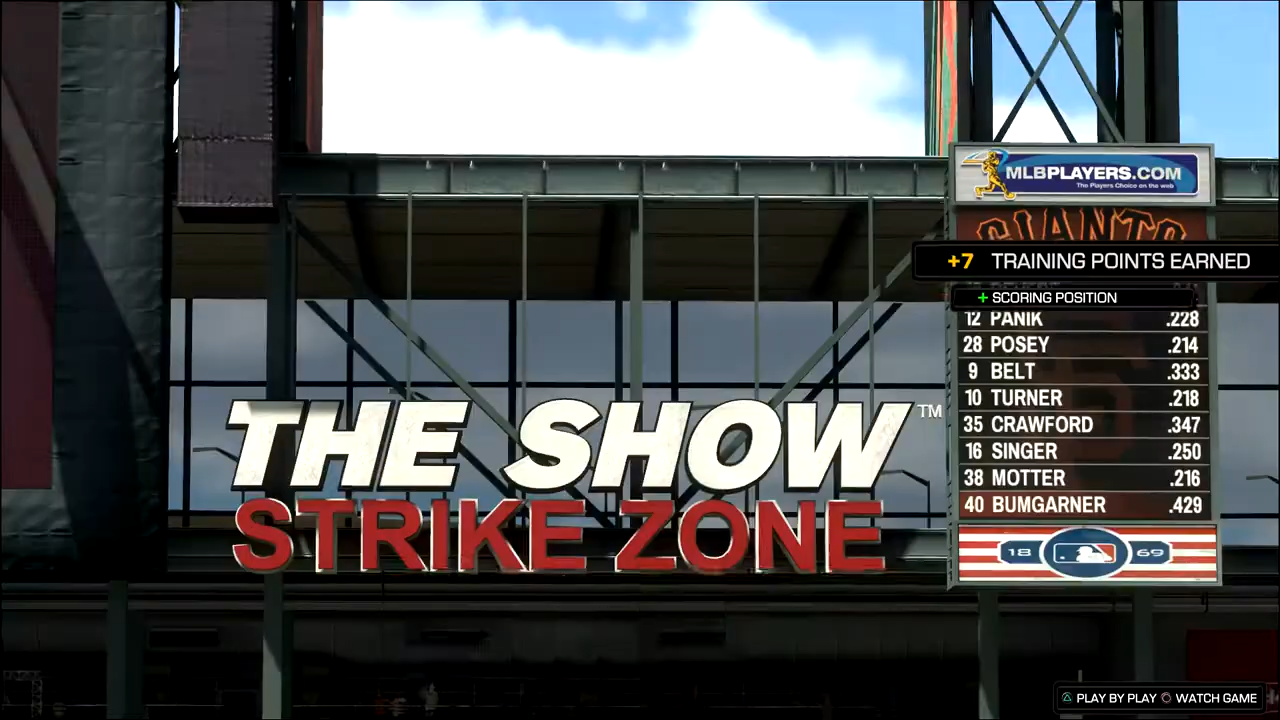 MLBPLAYERS.COM
The Players Choice on the web
GIANTS
+7 TRAINING POINTS EARNED
+ SCORING POSITION
12 PANIK .228
28 POSEY .214
9 BELT .333
10 TURNER .218
35 CRAWFORD .347
16 SINGER .250
38 MOTTER .216
40 BUMGARNER .429
THE SHOW™
STRIKE ZONE
18 69
PLAY BY PLAY WATCH GAME